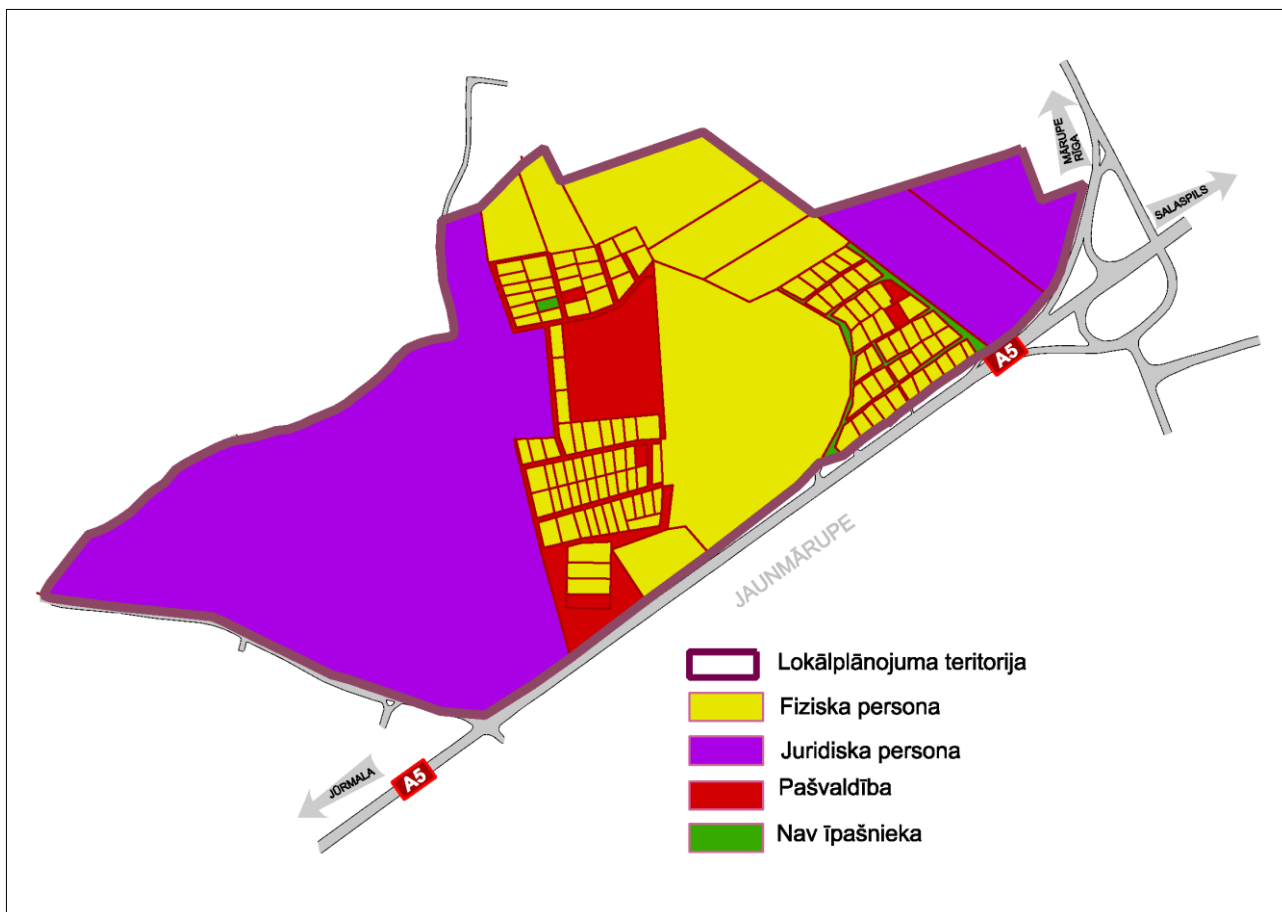 MĀRUPE
RĪGA
SALASPILS
A5
JAUNMĀRUPE
Lokālplānojuma teritorija
Fiziska persona
Juridiska persona
Pašvaldība
Nav īpašnieka
JŪRMALA
A5